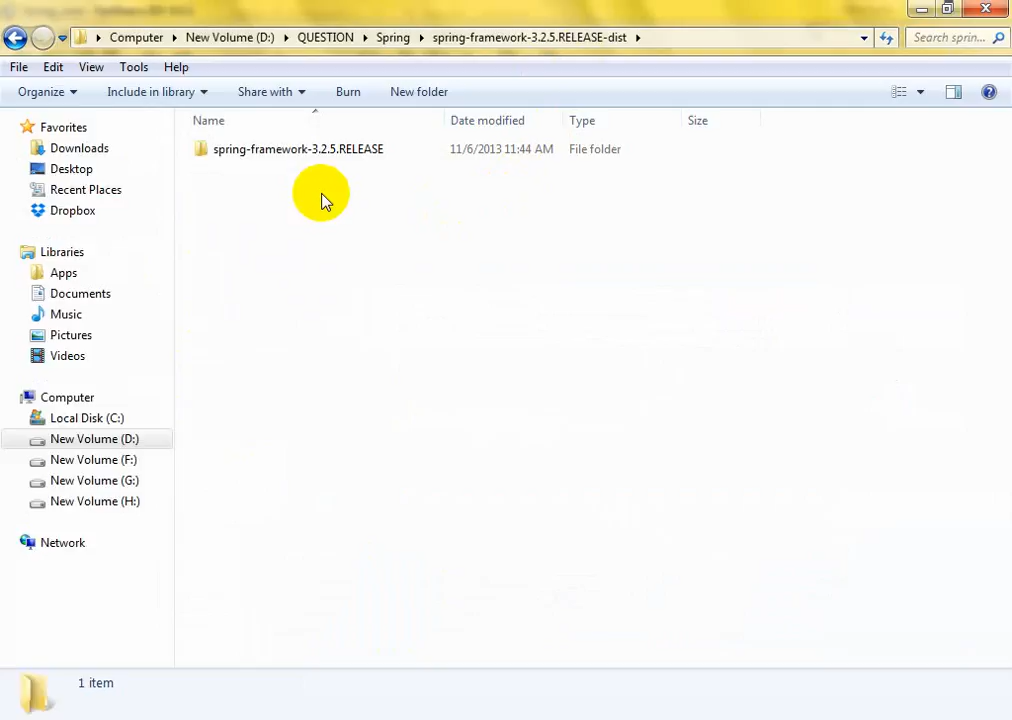 Computer ▸ New Volume (D:) ▸ QUESTION ▸ Spring ▸ spring-framework-3.2.5.RELEASE-dist ▸
Search sprin...
File Edit View Tools Help
Organize Include in library Share with Burn New folder
Name Date modified Type Size
spring-framework-3.2.5.RELEASE 11/6/2013 11:44 AM File folder
Favorites
Downloads
Desktop
Recent Places
Dropbox
Libraries
Apps
Documents
Music
Pictures
Videos
Computer
Local Disk (C:)
New Volume (D:)
New Volume (F:)
New Volume (G:)
New Volume (H:)
Network
1 item